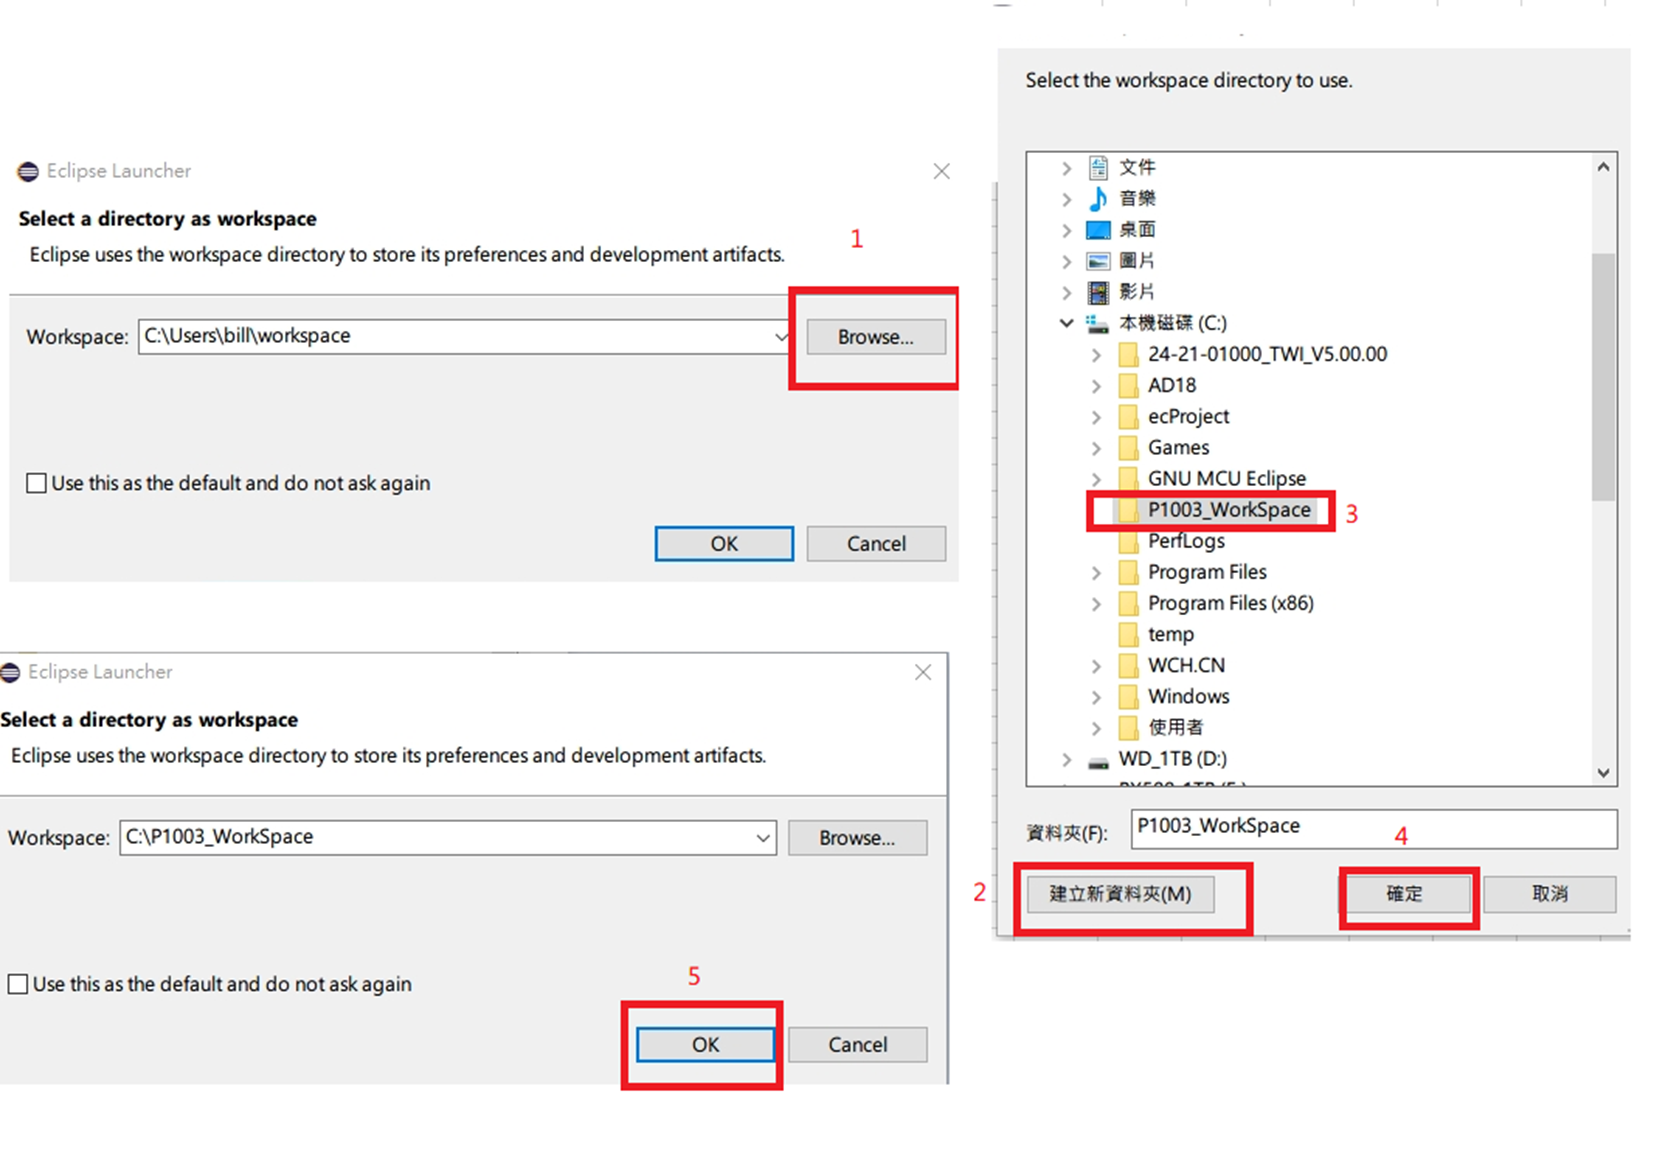 Eclipse Launcher
Select a directory as workspace
Eclipse uses the workspace directory to store its preferences and development artifacts.
1
Workspace: C:\Users\bill\workspace Browse...
Use this as the default and do not ask again
OK Cancel
Select the workspace directory to use.
文件
音樂
桌面
圖片
影片
本機磁碟 (C:)
24-21-01000_TWI_V5.00.00
AD18
ecProject
Games
GNU MCU Eclipse
P1003_WorkSpace 3
PerfLogs
Program Files
Program Files (x86)
temp
WCH.CN
Windows
使用者
WD_1TB (D:)
資料夾(F): P1003_WorkSpace
4
2 建立新資料夾(M) 確定 取消
Eclipse Launcher
Select a directory as workspace
Eclipse uses the workspace directory to store its preferences and development artifacts.
Workspace: C:\P1003_WorkSpace Browse...
Use this as the default and do not ask again
5
OK Cancel